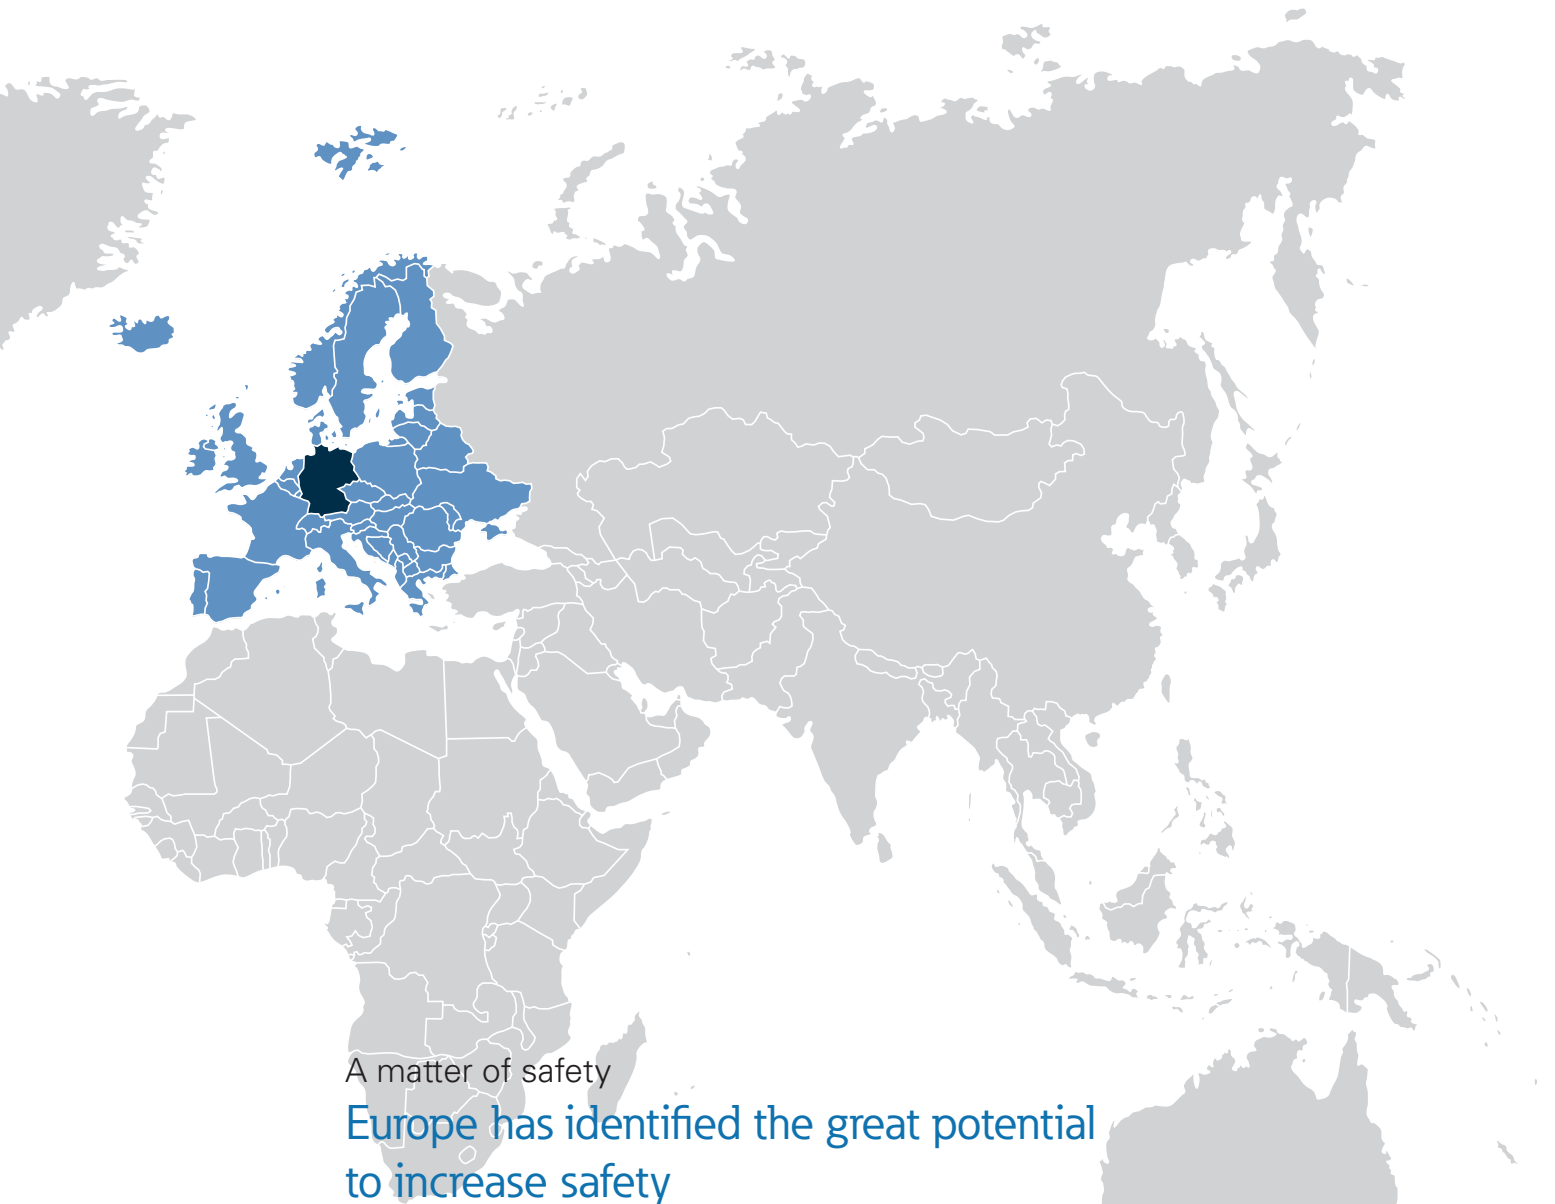 A matter of safety
Europe has identified the great potential
to increase safety